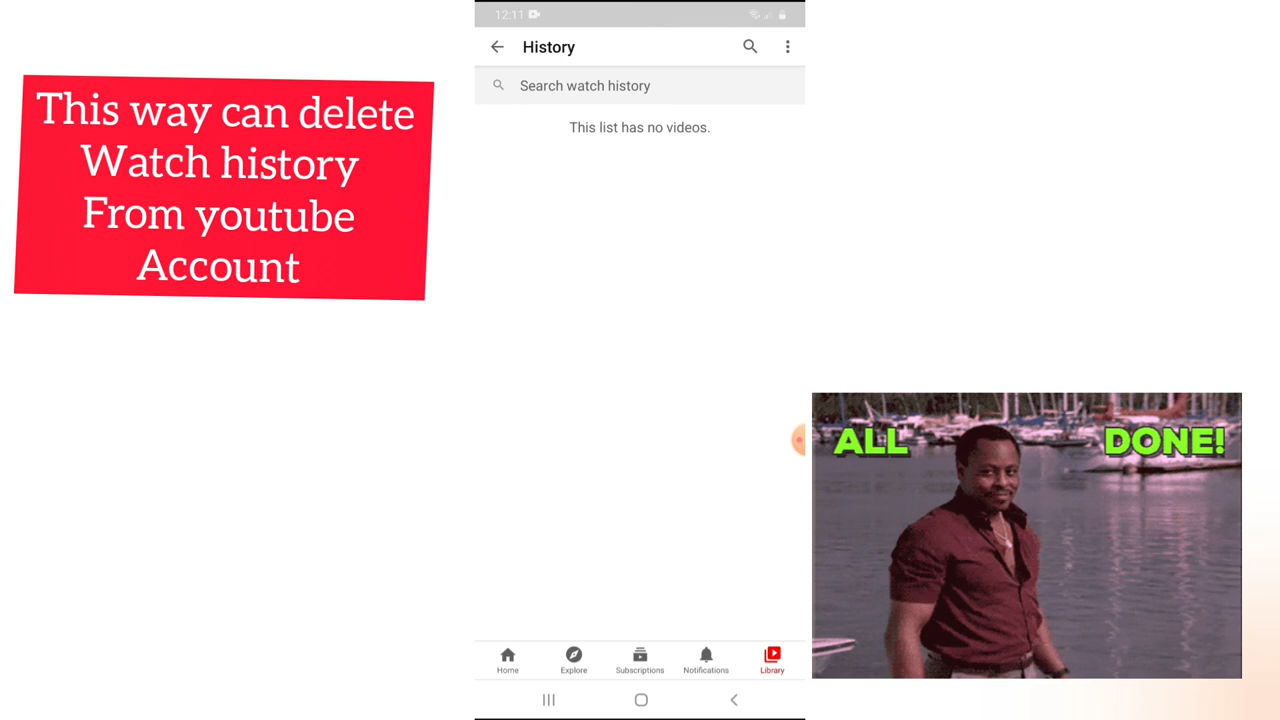 This way can delete
Watch history
From youtube
Account
12:11
History
Search watch history
This list has no videos.
ALL DONE!
Home Explore Subscriptions Notifications Library